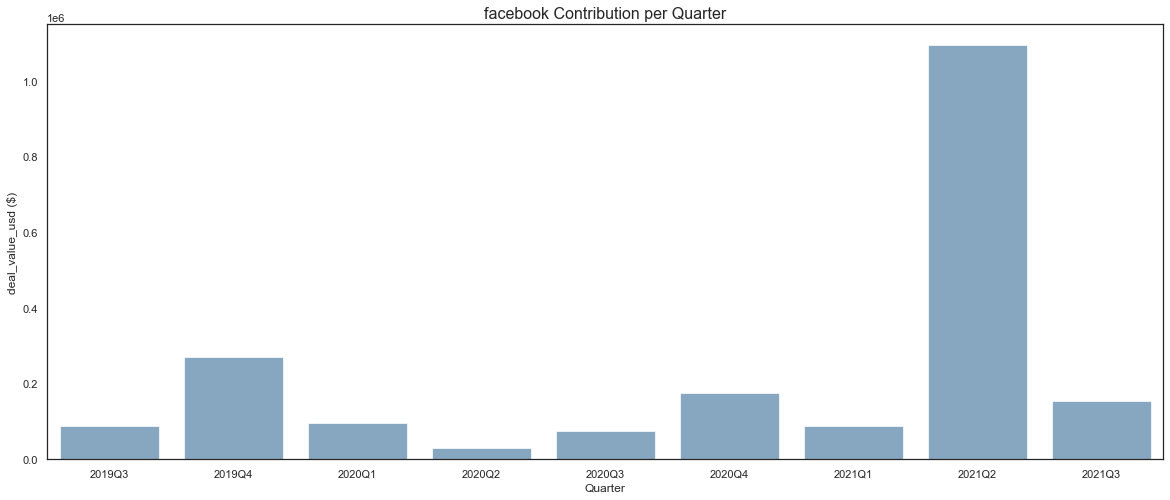 facebook Contribution per Quarter
1e6
1.0
0.8
0.6
0.4
0.2
0.0
deal_value_usd ($)
2019Q3 2019Q4 2020Q1 2020Q2 2020Q3 2020Q4 2021Q1 2021Q2 2021Q3
Quarter